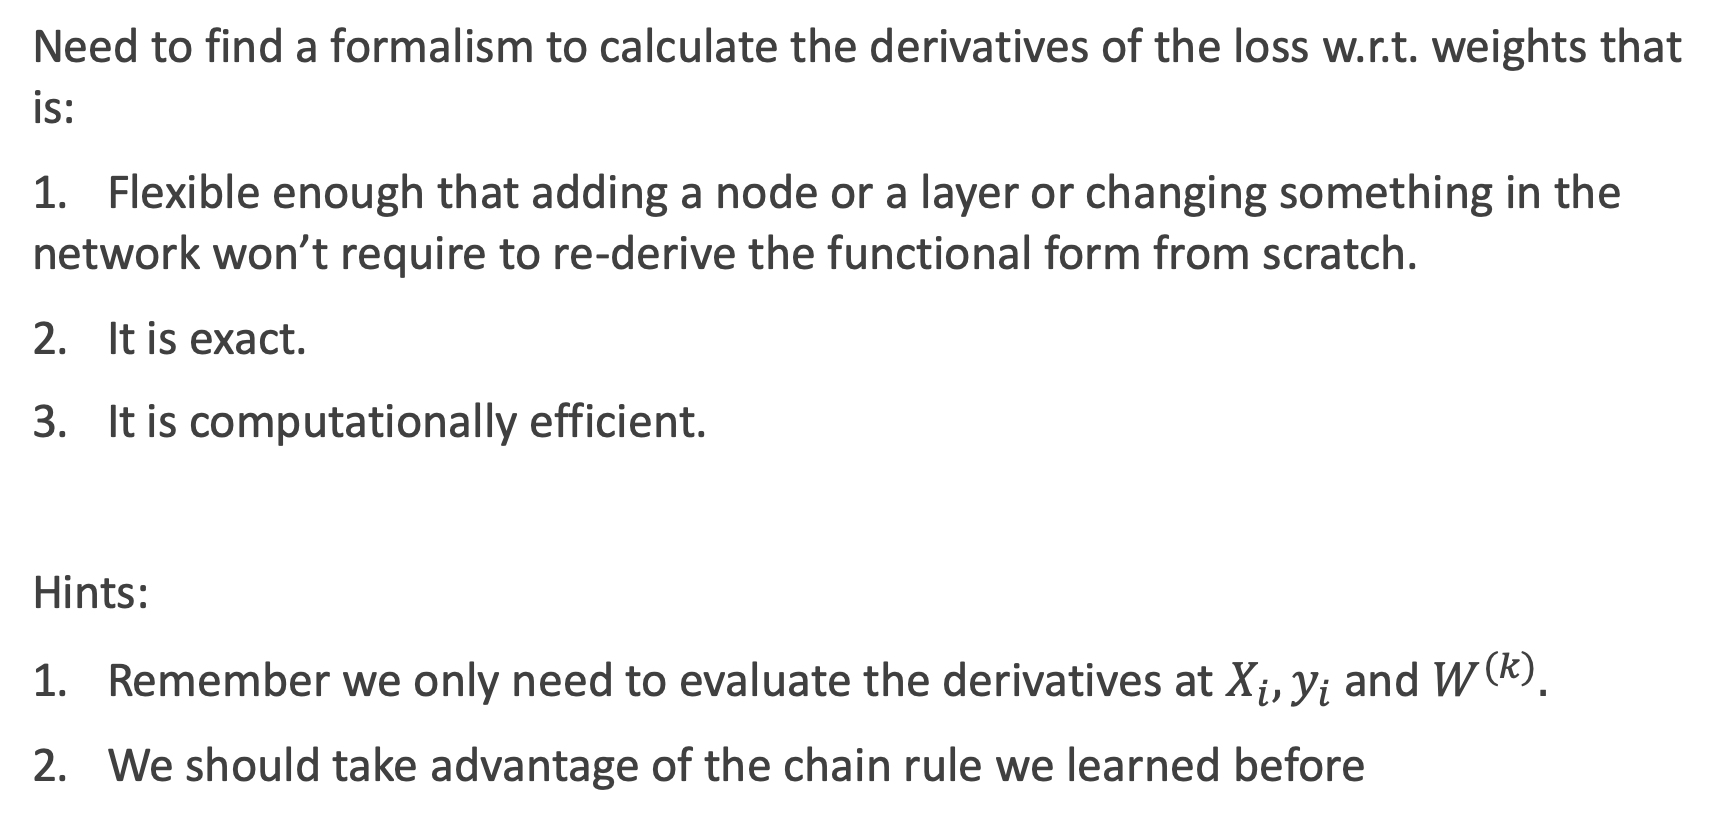 Need to find a formalism to calculate the derivatives of the loss w.r.t. weights that
is:
1. Flexible enough that adding a node or a layer or changing something in the
network won’t require to re-derive the functional form from scratch.
2. It is exact.
3. It is computationally efficient.
Hints:
1. Remember we only need to evaluate the derivatives at $X_i, y_i$ and $W^{(k)}$.
2. We should take advantage of the chain rule we learned before